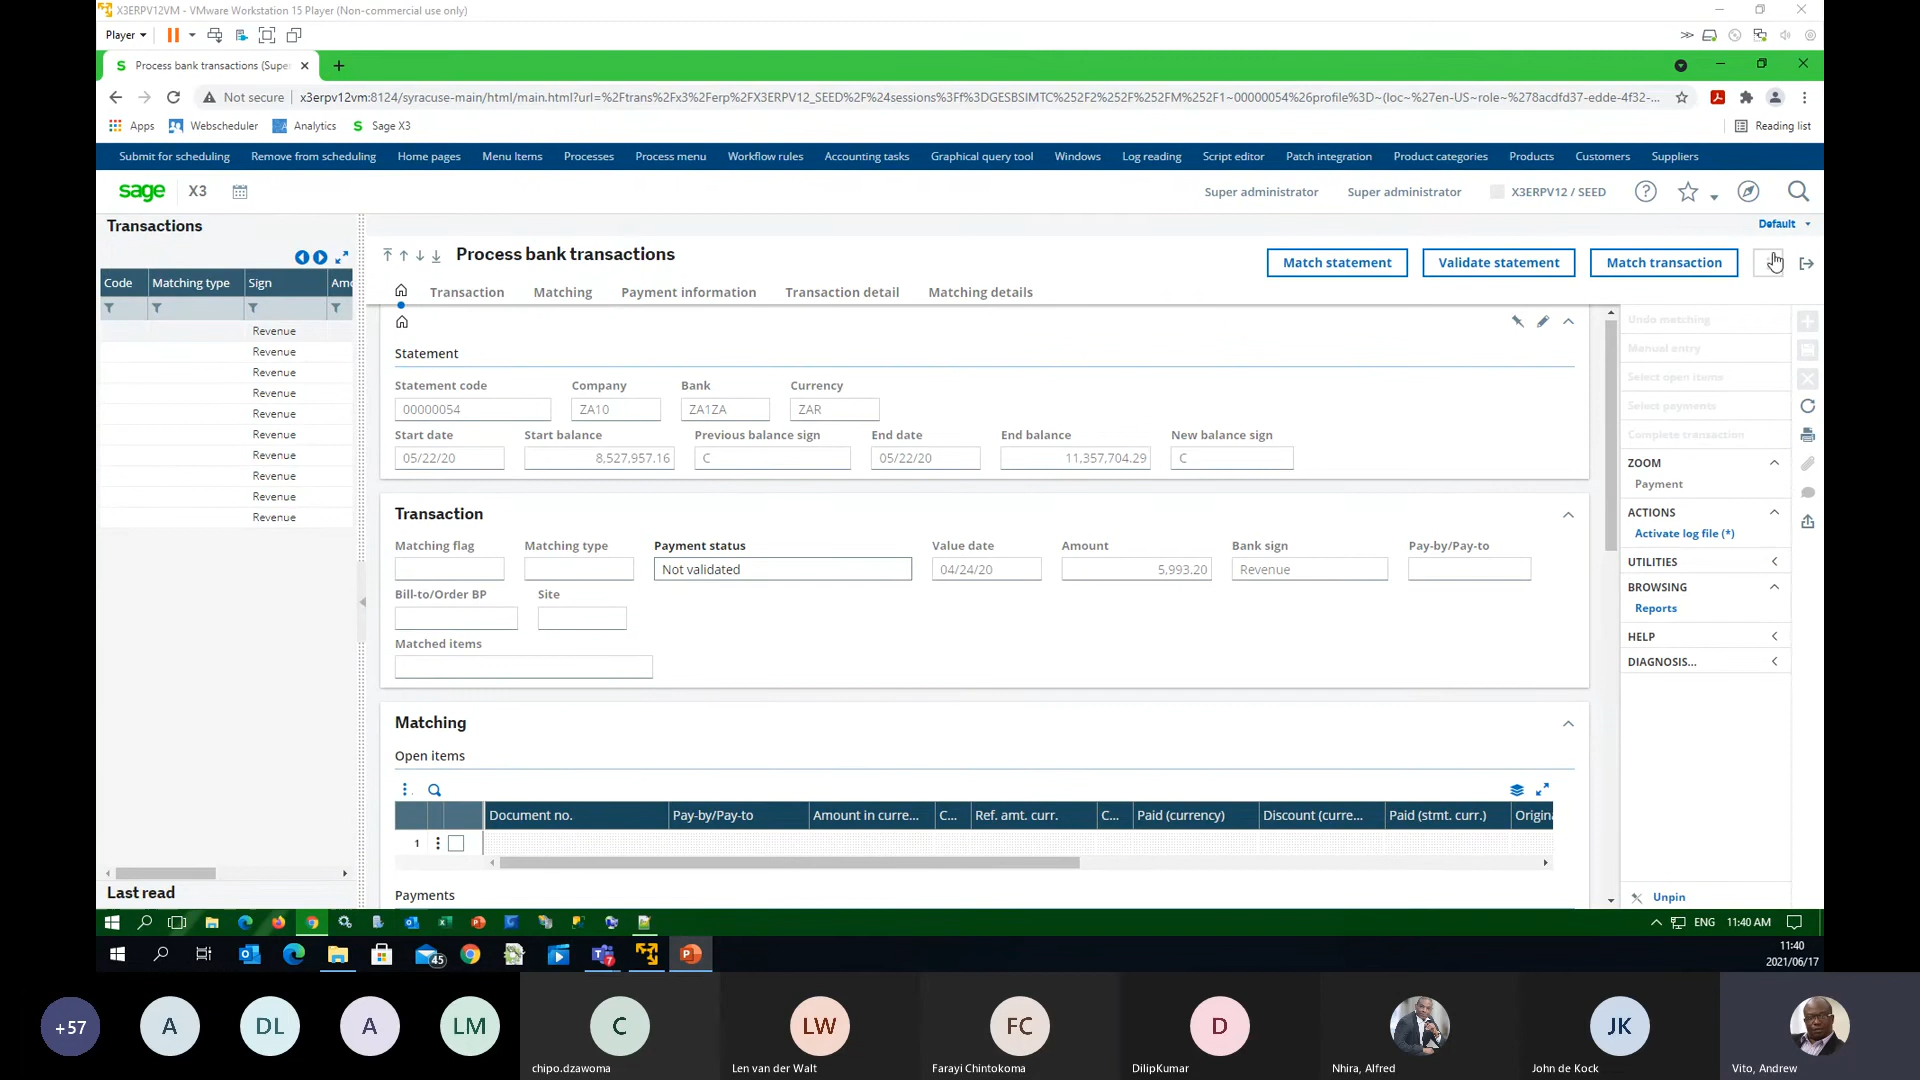 X3ERPV12VM - VMware Workstation 15 Player (Non-commercial use only)
Player
Process bank transactions (Supe
Not secure
x3erpv12vm:8124/syracuse-main/html/main.html?url=%2Ftrans%2Fx3%2Ferp%2FX3ERPV12_SEED%2F%24sessions%3Ff%3DGESBSIMTC%252F2%252F%252FM%252F1~00000054%26profile%3D~(loc~%27en-US~role~%278acdfd37-edde-4f32-...
Apps
Webscheduler
Analytics
Sage X3
Reading list
Submit for scheduling
Remove from scheduling
Home pages
Menu Items
Processes
Process menu
Workflow rules
Accounting tasks
Graphical query tool
Windows
Log reading
Script editor
Patch integration
Product categories
Products
Customers
Suppliers
sage
X3
Super administrator
Super administrator
X3ERPV12 / SEED
Transactions
Default
Process bank transactions
Match statement
Validate statement
Match transaction
Code
Matching type
Sign
Amo
Revenue
Revenue
Revenue
Revenue
Revenue
Revenue
Revenue
Revenue
Revenue
Revenue
Last read
Transaction
Matching
Payment information
Transaction detail
Matching details
Statement
Statement code
Company
Bank
Currency
00000054
ZA10
ZA1ZA
ZAR
Start date
Start balance
Previous balance sign
End date
End balance
New balance sign
05/22/20
8,527,957.16
C
05/22/20
11,357,704.29
C
Transaction
Matching flag
Matching type
Payment status
Value date
Amount
Bank sign
Pay-by/Pay-to
Not validated
04/24/20
5,993.20
Revenue
Bill-to/Order BP
Site
Matched items
Matching
Open items
Document no.
Pay-by/Pay-to
Amount in curre...
C...
Ref. amt. curr.
C...
Paid (currency)
Discount (curre...
Paid (stmt. curr.)
Origin
1
Payments
Undo matching
Manual entry
Select open items
Select payments
Complete transaction
ZOOM
Payment
ACTIONS
Activate log file (*)
UTILITIES
BROWSING
Reports
HELP
DIAGNOSIS...
Unpin
ENG
11:40 AM
45
7
11:40
2021/06/17
+57
A
DL
A
LM
C
LW
FC
D
JK
chipo.dzawoma
Len van der Walt
Farayi Chintokoma
DilipKumar
Nhira, Alfred
John de Kock
Vito, Andrew